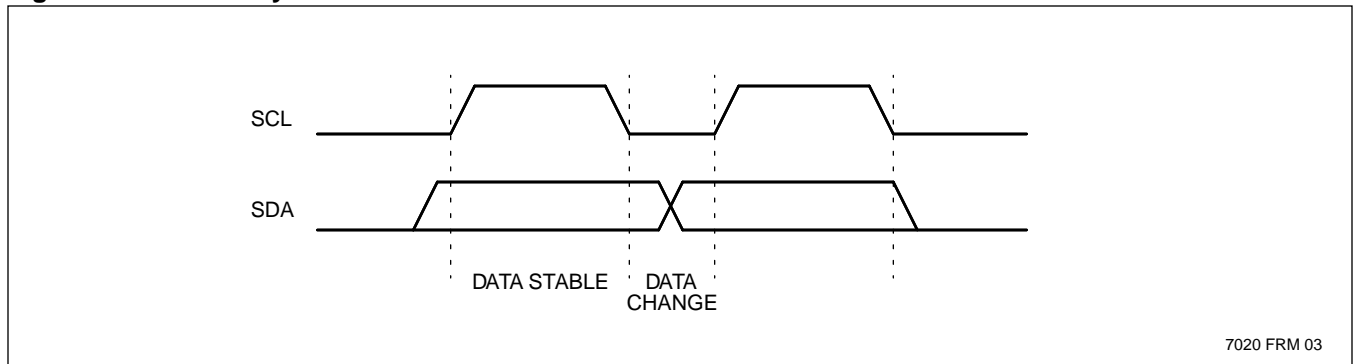 SCL
SDA
DATA STABLE
DATA
CHANGE
7020 FRM 03